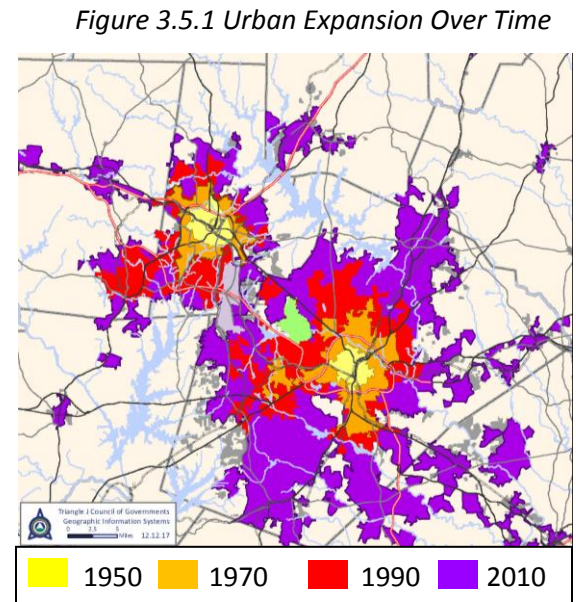 Figure 3.5.1 Urban Expansion Over Time
Triangle J Council of Governments
Geographic Information Systems
0 2.5 5
Miles 12.12.17
1950 1970 1990 2010